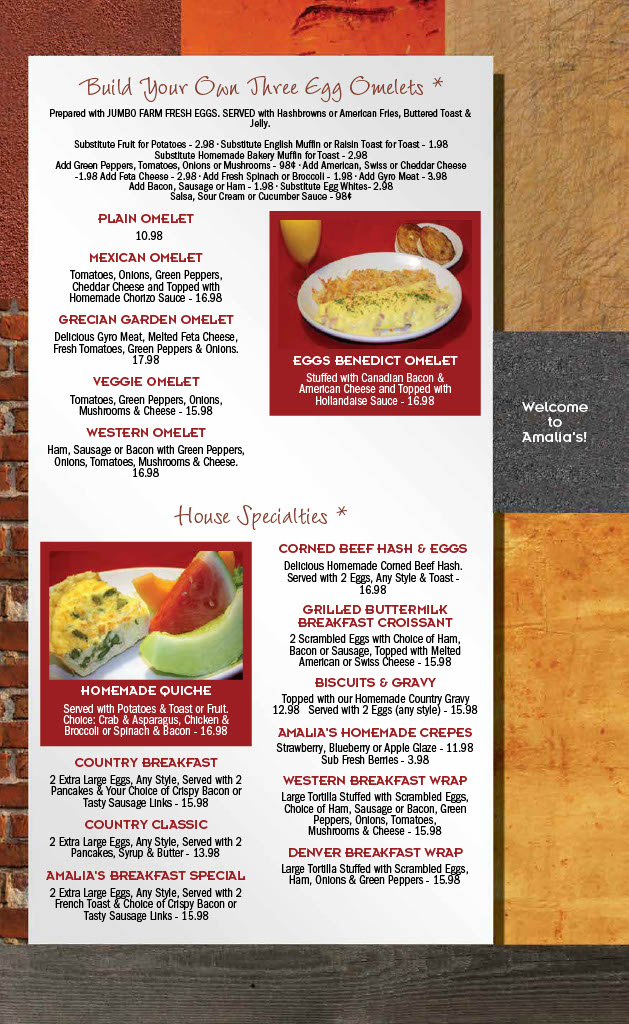 Build Your Own Three Egg Omelets *
Prepared with JUMBO FARM FRESH EGGS. SERVED with Hashbrowns or American Fries, Buttered Toast &
Jelly.
Substitute Fruit for Potatoes - 2.98 · Substitute English Muffin or Raisin Toast for Toast - 1.98
Substitute Homemade Bakery Muffin for Toast - 2.98
Add Green Peppers, Tomatoes, Onions or Mushrooms - 98¢ · Add American, Swiss or Cheddar Cheese
-1.98 Add Feta Cheese - 2.98 · Add Fresh Spinach or Broccoli - 1.98 · Add Gyro Meat - 3.98
Add Bacon, Sausage or Ham - 1.98 · Substitute Egg Whites- 2.98
Salsa, Sour Cream or Cucumber Sauce - 98¢
PLAIN OMELET
10.98
MEXICAN OMELET
Tomatoes, Onions, Green Peppers,
Cheddar Cheese and Topped with
Homemade Chorizo Sauce - 16.98
GRECIAN GARDEN OMELET
Delicious Gyro Meat, Melted Feta Cheese,
Fresh Tomatoes, Green Peppers & Onions.
17.98
VEGGIE OMELET
Tomatoes, Green Peppers, Onions,
Mushrooms & Cheese - 15.98
WESTERN OMELET
Ham, Sausage or Bacon with Green Peppers,
Onions, Tomatoes, Mushrooms & Cheese.
16.98
EGGS BENEDICT OMELET
Stuffed with Canadian Bacon &
American Cheese and Topped with
Hollandaise Sauce - 16.98
Welcome
to
Amalia's!
House Specialties *
HOMEMADE QUICHE
Served with Potatoes & Toast or Fruit.
Choice: Crab & Asparagus, Chicken &
Broccoli or Spinach & Bacon - 16.98
COUNTRY BREAKFAST
2 Extra Large Eggs, Any Style, Served with 2
Pancakes & Your Choice of Crispy Bacon or
Tasty Sausage Links - 15.98
COUNTRY CLASSIC
2 Extra Large Eggs, Any Style, Served with 2
Pancakes, Syrup & Butter - 13.98
AMALIA'S BREAKFAST SPECIAL
2 Extra Large Eggs, Any Style, Served with 2
French Toast & Choice of Crispy Bacon or
Tasty Sausage Links - 15.98
CORNED BEEF HASH & EGGS
Delicious Homemade Corned Beef Hash.
Served with 2 Eggs, Any Style & Toast -
16.98
GRILLED BUTTERMILK
BREAKFAST CROISSANT
2 Scrambled Eggs with Choice of Ham,
Bacon or Sausage, Topped with Melted
American or Swiss Cheese - 15.98
BISCUITS & GRAVY
Topped with our Homemade Country Gravy
12.98 Served with 2 Eggs (any style) - 15.98
AMALIA'S HOMEMADE CREPES
Strawberry, Blueberry or Apple Glaze - 11.98
Sub Fresh Berries - 3.98
WESTERN BREAKFAST WRAP
Large Tortilla Stuffed with Scrambled Eggs,
Choice of Ham, Sausage or Bacon, Green
Peppers, Onions, Tomatoes,
Mushrooms & Cheese - 15.98
DENVER BREAKFAST WRAP
Large Tortilla Stuffed with Scrambled Eggs,
Ham, Onions & Green Peppers - 15.98